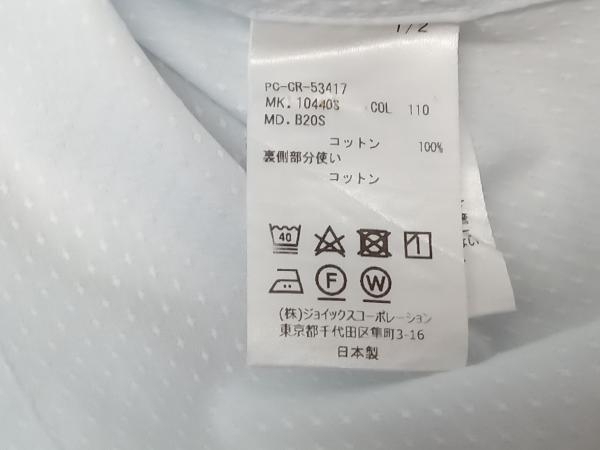 1/2
PC-CR-53417
MK. 10440S COL 110
MD. B20S
コットン 100%
裏側部分使い
コットン
40
F W
(株)ジョイックスコーポレーション
東京都千代田区隼町3-16
日本製